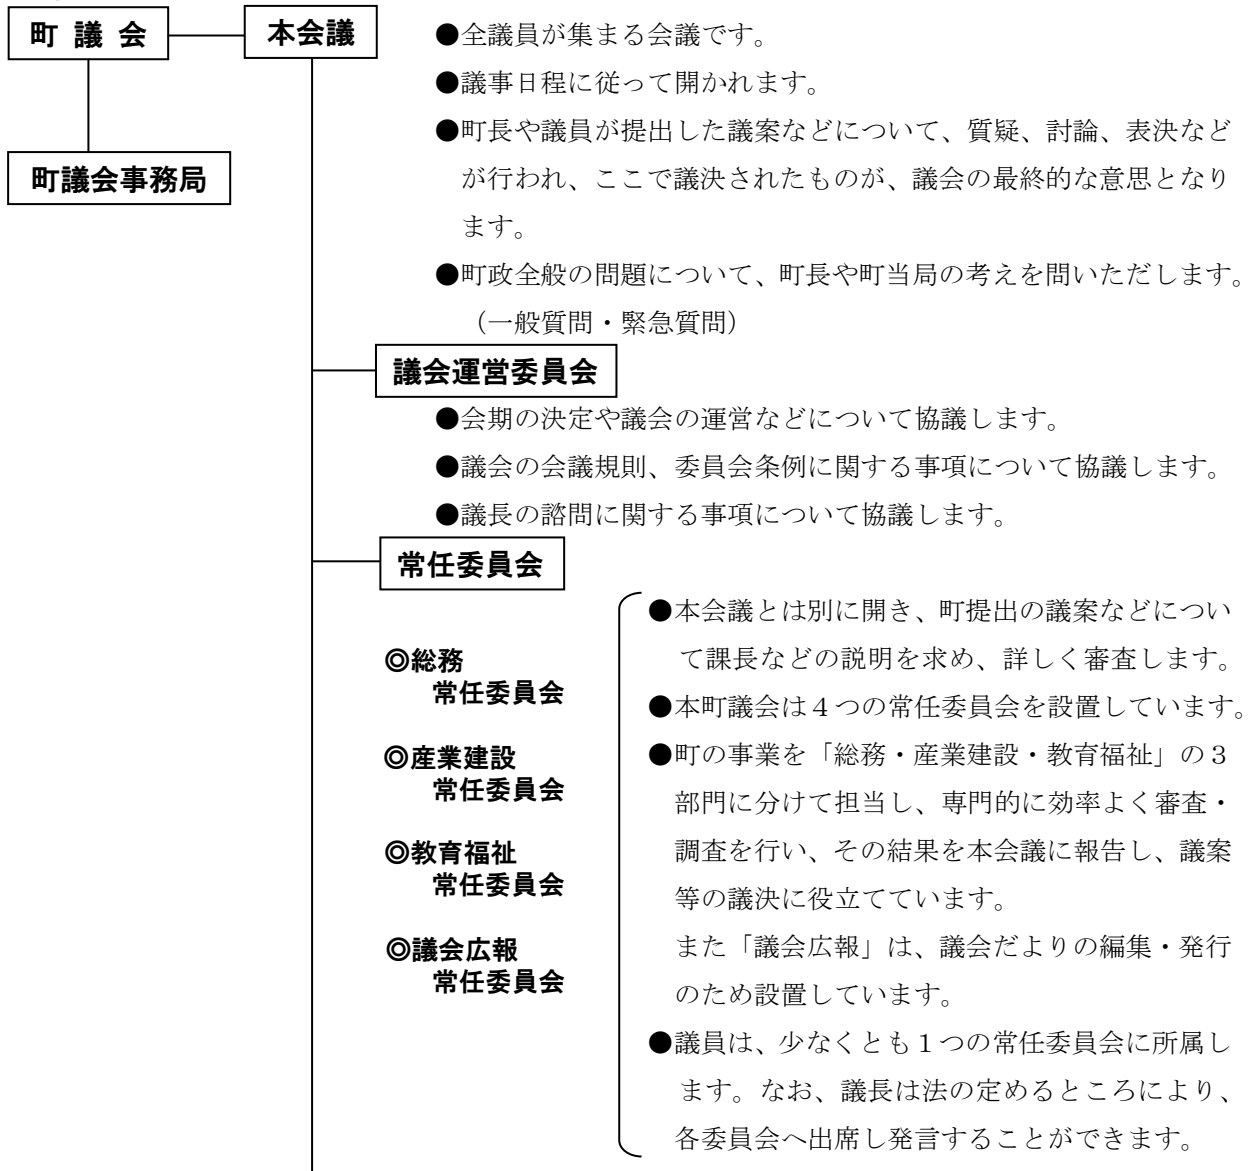 町 議 会
本会議
●全議員が集まる会議です。
●議事日程に従って開かれます。
●町長や議員が提出した議案などについて、質疑、討論、表決など
が行われ、ここで議決されたものが、議会の最終的な意思となり
ます。
●町政全般の問題について、町長や町当局の考えを問いただします。
（一般質問・緊急質問）
町議会事務局
議会運営委員会
●会期の決定や議会の運営などについて協議します。
●議会の会議規則、委員会条例に関する事項について協議します。
●議長の諮問に関する事項について協議します。
常任委員会
◎総務
常任委員会
◎産業建設
常任委員会
◎教育福祉
常任委員会
◎議会広報
常任委員会
●本会議とは別に開き、町提出の議案などについ
て課長などの説明を求め、詳しく審査します。
●本町議会は４つの常任委員会を設置しています。
●町の事業を「総務・産業建設・教育福祉」の３
部門に分けて担当し、専門的に効率よく審査・
調査を行い、その結果を本会議に報告し、議案
等の議決に役立てています。
また「議会広報」は、議会だよりの編集・発行
のため設置しています。
●議員は、少なくとも１つの常任委員会に所属し
ます。なお、議長は法の定めるところにより、
各委員会へ出席し発言することができます。